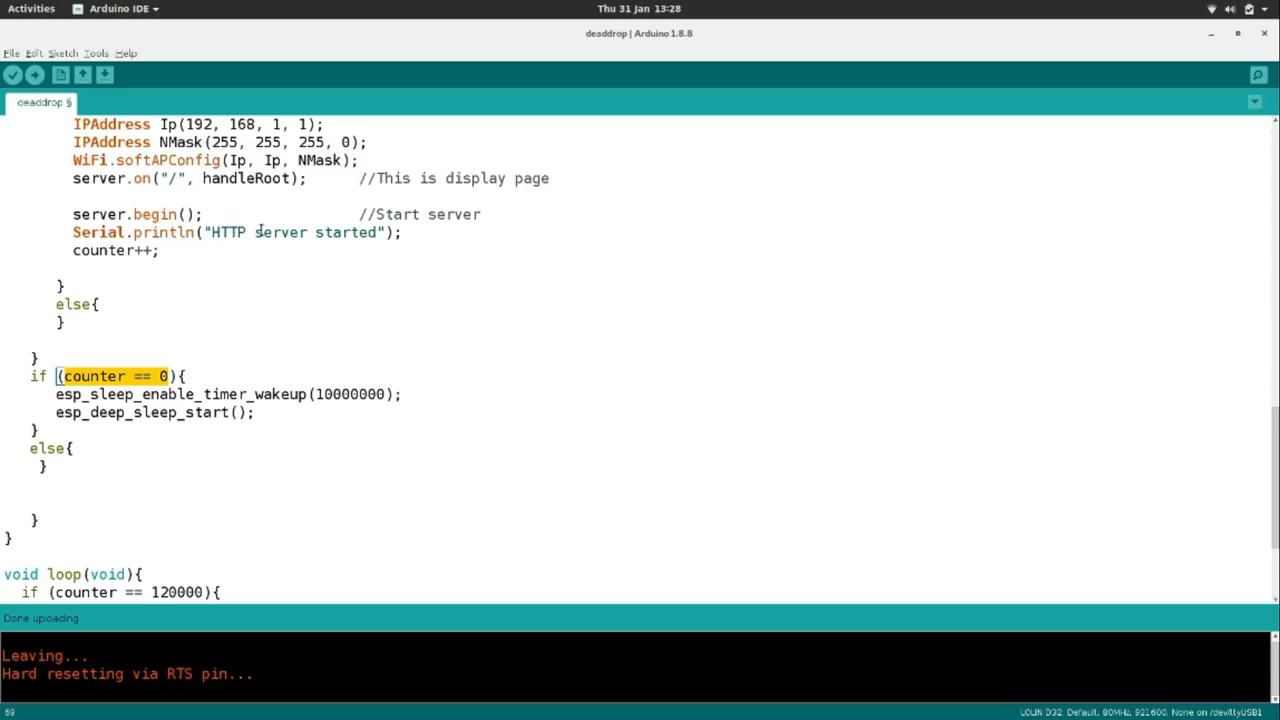 Activities Arduino IDE Thu 31 Jan 13:28
deaddrop | Arduino 1.8.8
File Edit Sketch Tools Help
deaddrop §
IPAddress Ip(192, 168, 1, 1);
IPAddress NMask(255, 255, 255, 0);
WiFi.softAPConfig(Ip, Ip, NMask);
server.on("/", handleRoot); //This is display page
server.begin(); //Start server
Serial.println("HTTP server started");
counter++;
}
else{
}
}
if (counter == 0){
esp_sleep_enable_timer_wakeup(10000000);
esp_deep_sleep_start();
}
else{
}
}
}
void loop(void){
if (counter == 120000){
Done uploading.
Leaving...
Hard resetting via RTS pin...
69 LOLIN D32, Default, 80MHz, 921600, None on /dev/ttyUSB1